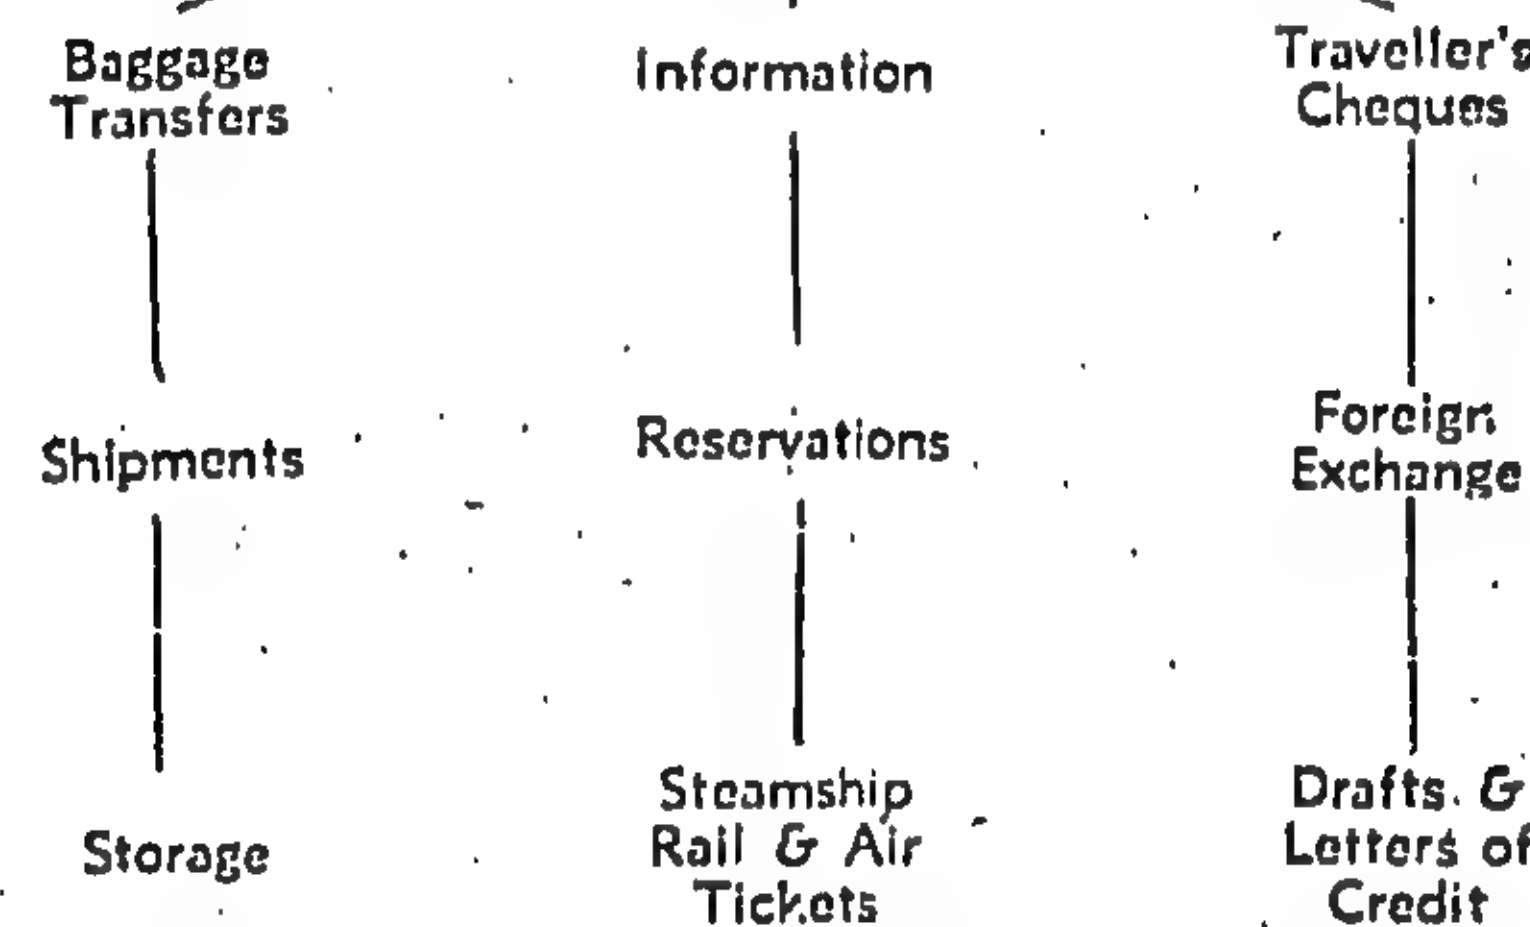 Baggage
Transfers
Shipments
Storage
Information
Reservations
Steamship
Rail & Air
Tickets
Traveller's
Cheques
Foreign
Exchange
Drafts &
Letters of
Credit